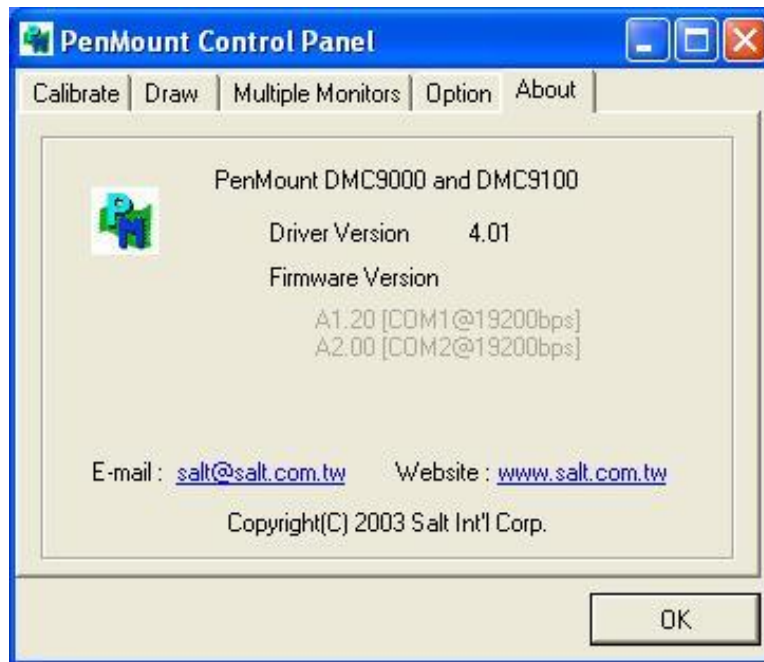 PenMount Control Panel
Calibrate Draw Multiple Monitors Option About
PM
PenMount DMC9000 and DMC9100
Driver Version 4.01
Firmware Version
A1.20 [COM1@19200bps]
A2.00 [COM2@19200bps]
E-mail : salt@salt.com.tw Website : www.salt.com.tw
Copyright(C) 2003 Salt Int'l Corp.
OK